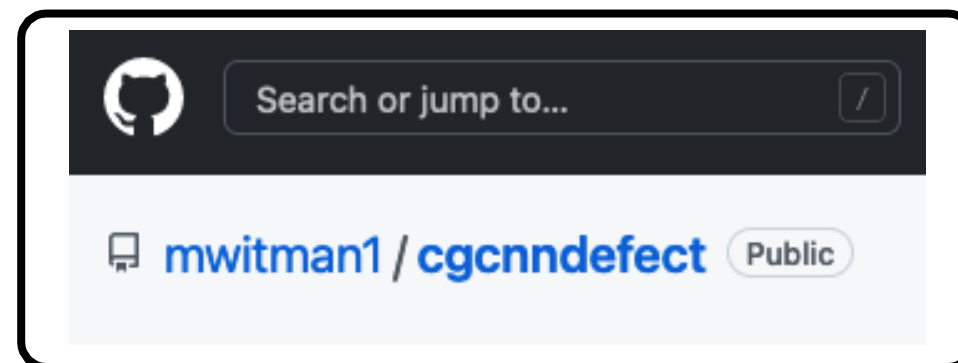 Search or jump to... /
mwitman1 / cgcnndefect Public